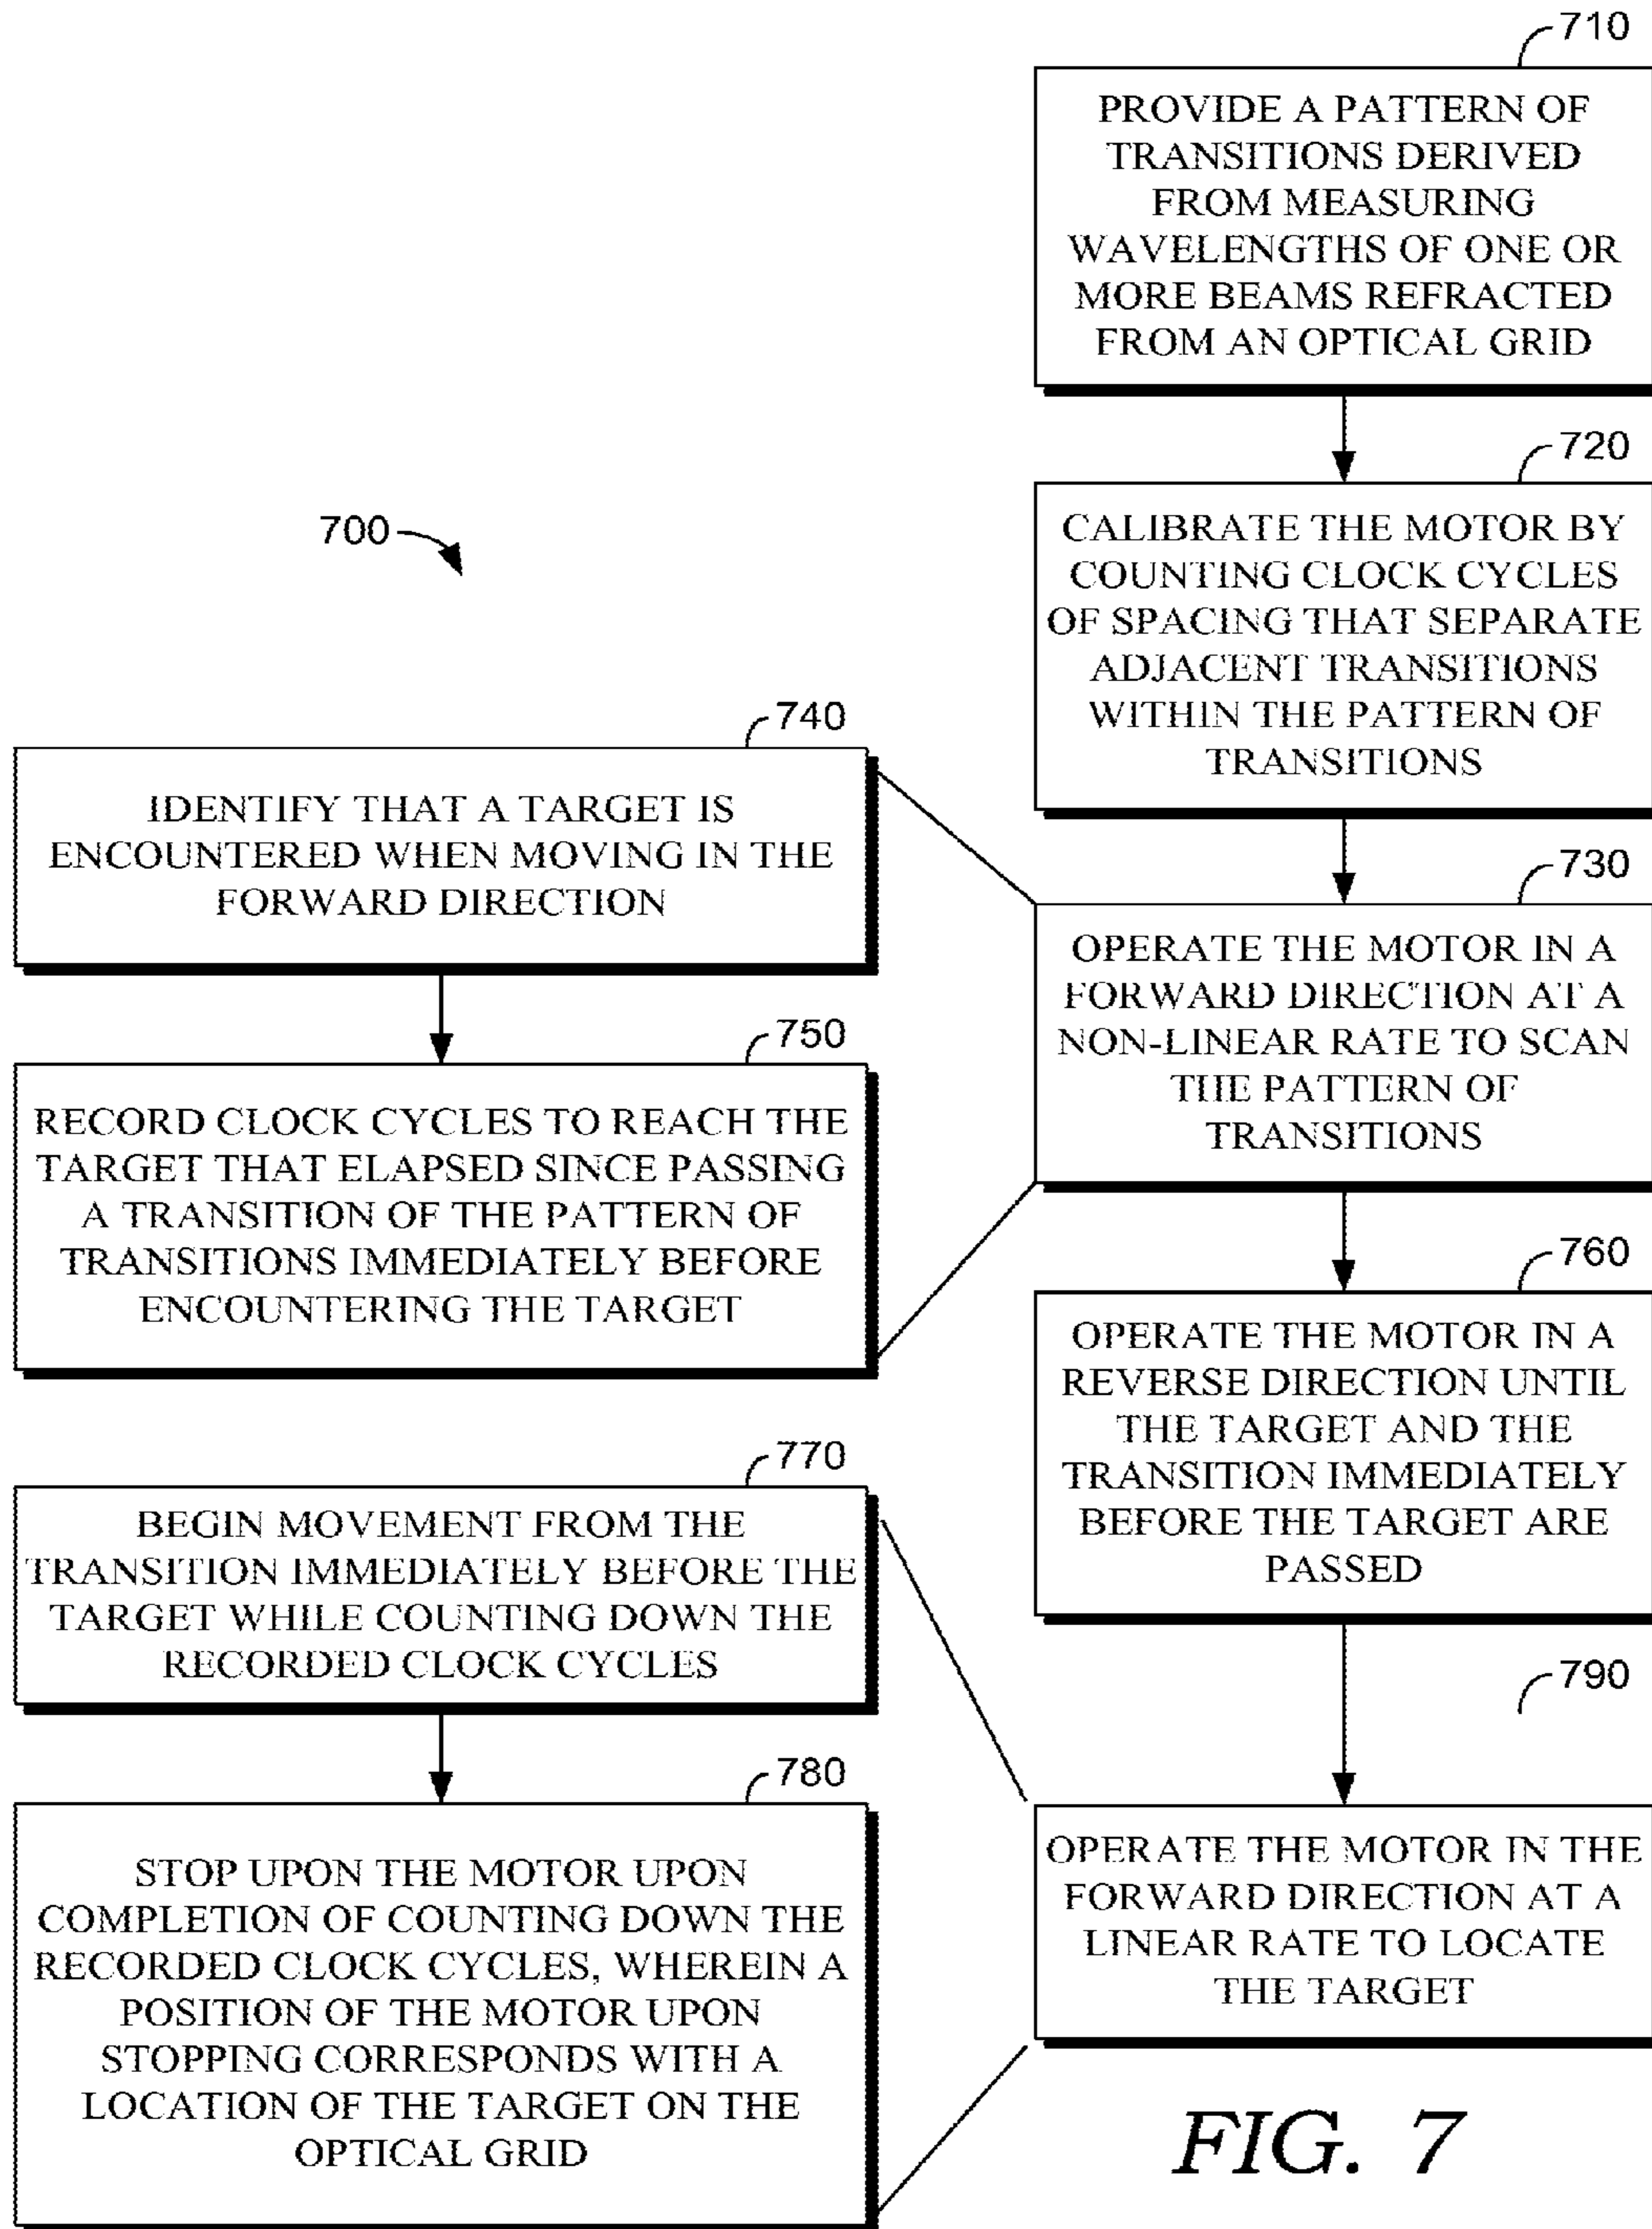 710
PROVIDE A PATTERN OF
TRANSITIONS DERIVED
FROM MEASURING
WAVELENGTHS OF ONE OR
MORE BEAMS REFRACTED
FROM AN OPTICAL GRID
720
CALIBRATE THE MOTOR BY
COUNTING CLOCK CYCLES
OF SPACING THAT SEPARATE
ADJACENT TRANSITIONS
WITHIN THE PATTERN OF
TRANSITIONS
700
730
OPERATE THE MOTOR IN A
FORWARD DIRECTION AT A
NON-LINEAR RATE TO SCAN
THE PATTERN OF
TRANSITIONS
740
IDENTIFY THAT A TARGET IS
ENCOUNTERED WHEN MOVING IN THE
FORWARD DIRECTION
750
RECORD CLOCK CYCLES TO REACH THE
TARGET THAT ELAPSED SINCE PASSING
A TRANSITION OF THE PATTERN OF
TRANSITIONS IMMEDIATELY BEFORE
ENCOUNTERING THE TARGET
760
OPERATE THE MOTOR IN A
REVERSE DIRECTION UNTIL
THE TARGET AND THE
TRANSITION IMMEDIATELY
BEFORE THE TARGET ARE
PASSED
770
BEGIN MOVEMENT FROM THE
TRANSITION IMMEDIATELY BEFORE THE
TARGET WHILE COUNTING DOWN THE
RECORDED CLOCK CYCLES
780
STOP UPON THE MOTOR UPON
COMPLETION OF COUNTING DOWN THE
RECORDED CLOCK CYCLES, WHEREIN A
POSITION OF THE MOTOR UPON
STOPPING CORRESPONDS WITH A
LOCATION OF THE TARGET ON THE
OPTICAL GRID
790
OPERATE THE MOTOR IN THE
FORWARD DIRECTION AT A
LINEAR RATE TO LOCATE
THE TARGET
FIG. 7